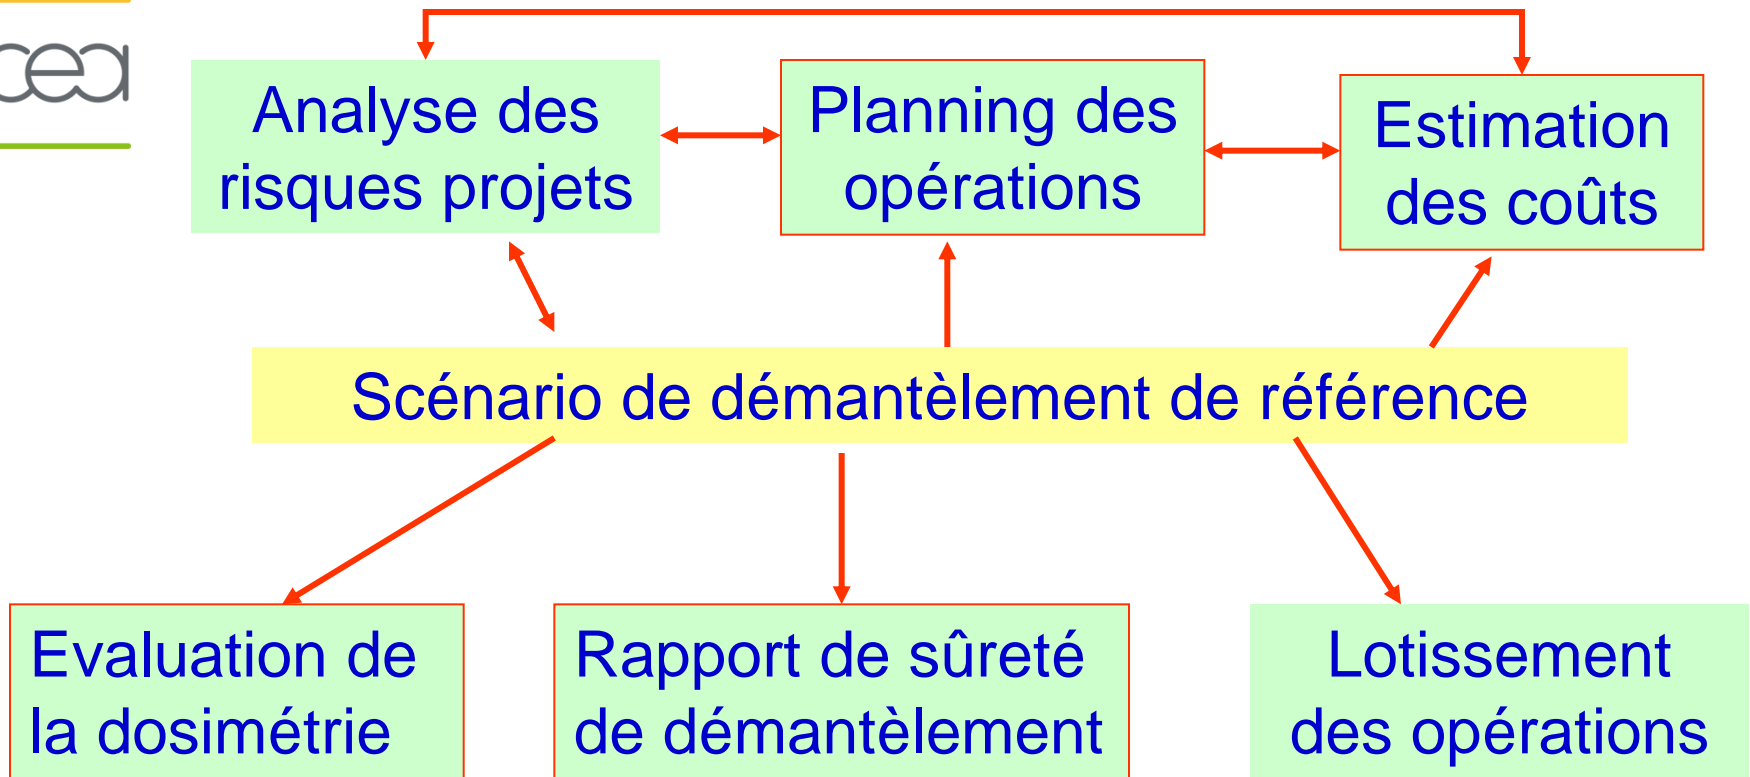 cea
Analyse des
risques projets
Planning des
opérations
Estimation
des coûts
Scénario de démantèlement de référence
Evaluation de
la dosimétrie
Rapport de sûreté
de démantèlement
Lotissement
des opérations